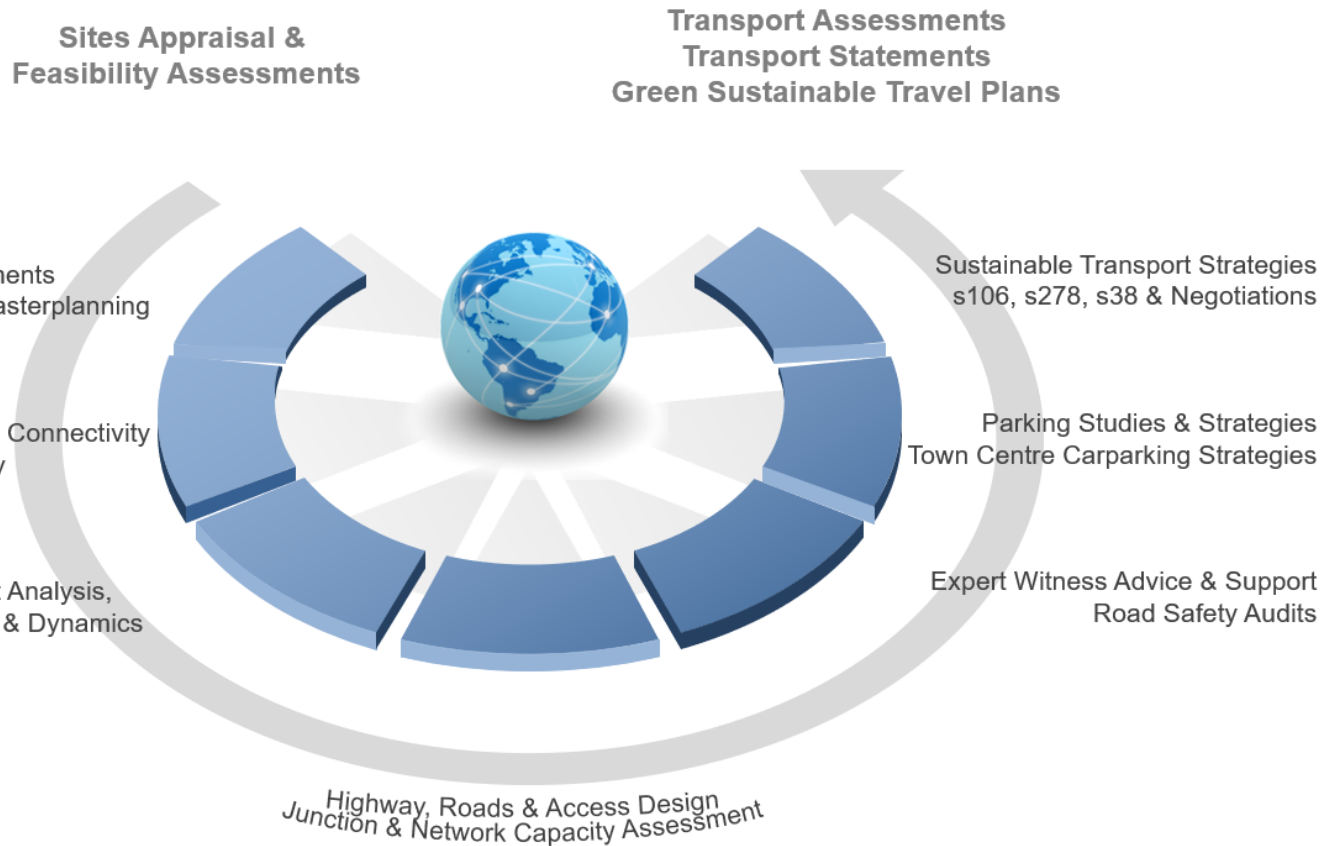 Sites Appraisal &
Feasibility Assessments
Transport Assessments
Transport Statements
Green Sustainable Travel Plans
Sustainable Transport Strategies
s106, s278, s38 & Negotiations
Connectivity
Parking Studies & Strategies
Town Centre Carparking Strategies
Analysis,
& Dynamics
Expert Witness Advice & Support
Road Safety Audits
Highway, Roads & Access Design
Junction & Network Capacity Assessment